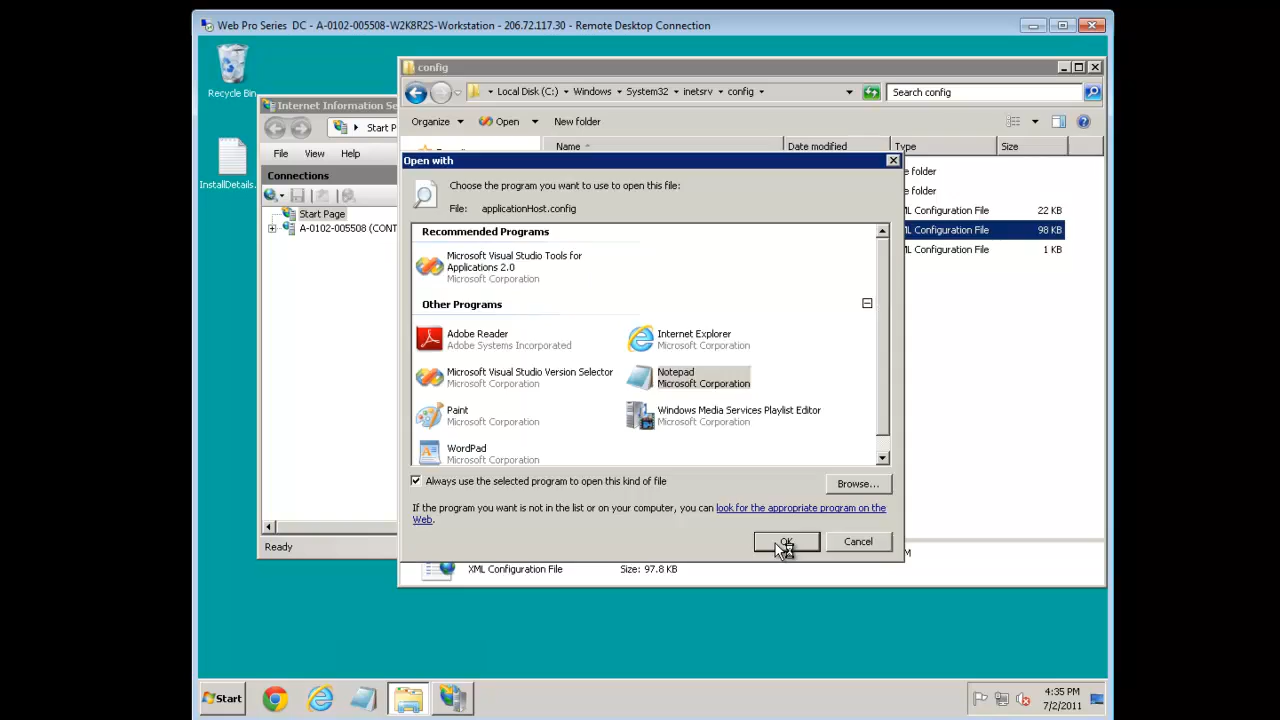 Web Pro Series DC - A-0102-005508-W2K8R2S-Workstation - 206.72.117.30 - Remote Desktop Connection
Recycle Bin
InstallDetails.
Internet Information Se
Start P
File View Help
Connections
Start Page
A-0102-005508 (CONT
Ready
config
Local Disk (C:) Windows System32 inetsrv config
Search config
Organize Open New folder
Name Date modified Type Size
e folder
e folder
ML Configuration File 22 KB
ML Configuration File 98 KB
ML Configuration File 1 KB
Open with
Choose the program you want to use to open this file:
File: applicationHost.config
Recommended Programs
Microsoft Visual Studio Tools for
Applications 2.0
Microsoft Corporation
Other Programs
Adobe Reader
Adobe Systems Incorporated
Internet Explorer
Microsoft Corporation
Microsoft Visual Studio Version Selector
Microsoft Corporation
Notepad
Microsoft Corporation
Paint
Microsoft Corporation
Windows Media Services Playlist Editor
Microsoft Corporation
WordPad
Microsoft Corporation
Always use the selected program to open this kind of file
Browse...
If the program you want is not in the list or on your computer, you can look for the appropriate program on the
Web.
OK Cancel
M
XML Configuration File Size: 97.8 KB
Start
4:35 PM
7/2/2011